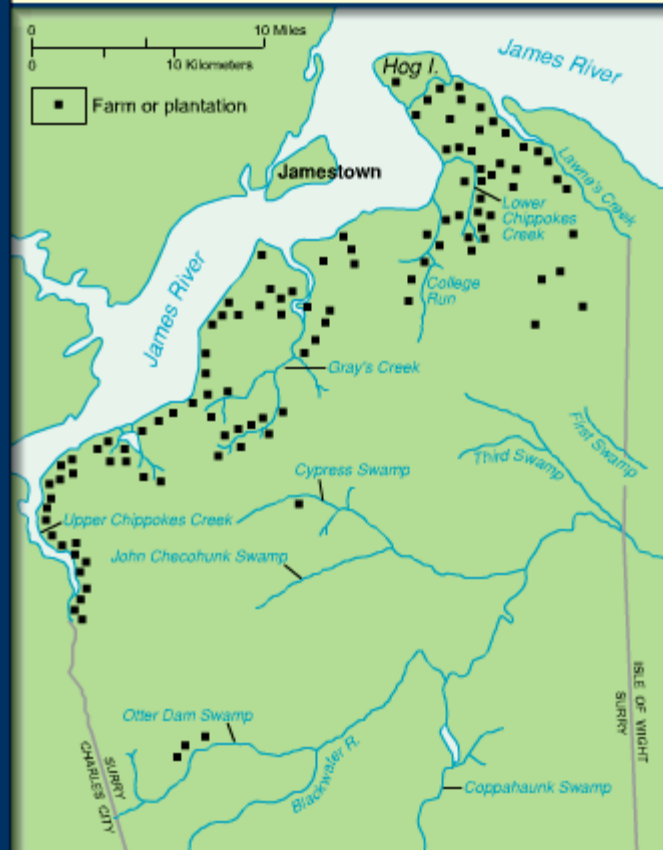 0
10 Miles
0
10 Kilometers
Farm or plantation
Hog I.
James River
Jamestown
Lawne's Creek
Lower
Chippokes
Creek
College
Run
James River
Gray's Creek
First Swamp
Third Swamp
Cypress Swamp
Upper Chippokes Creek
John Checohunk Swamp
ISLE OF WIGHT
SURRY
Otter Dam Swamp
SURRY
CHARLES CITY
Blackwater R.
Coppahaunk Swamp